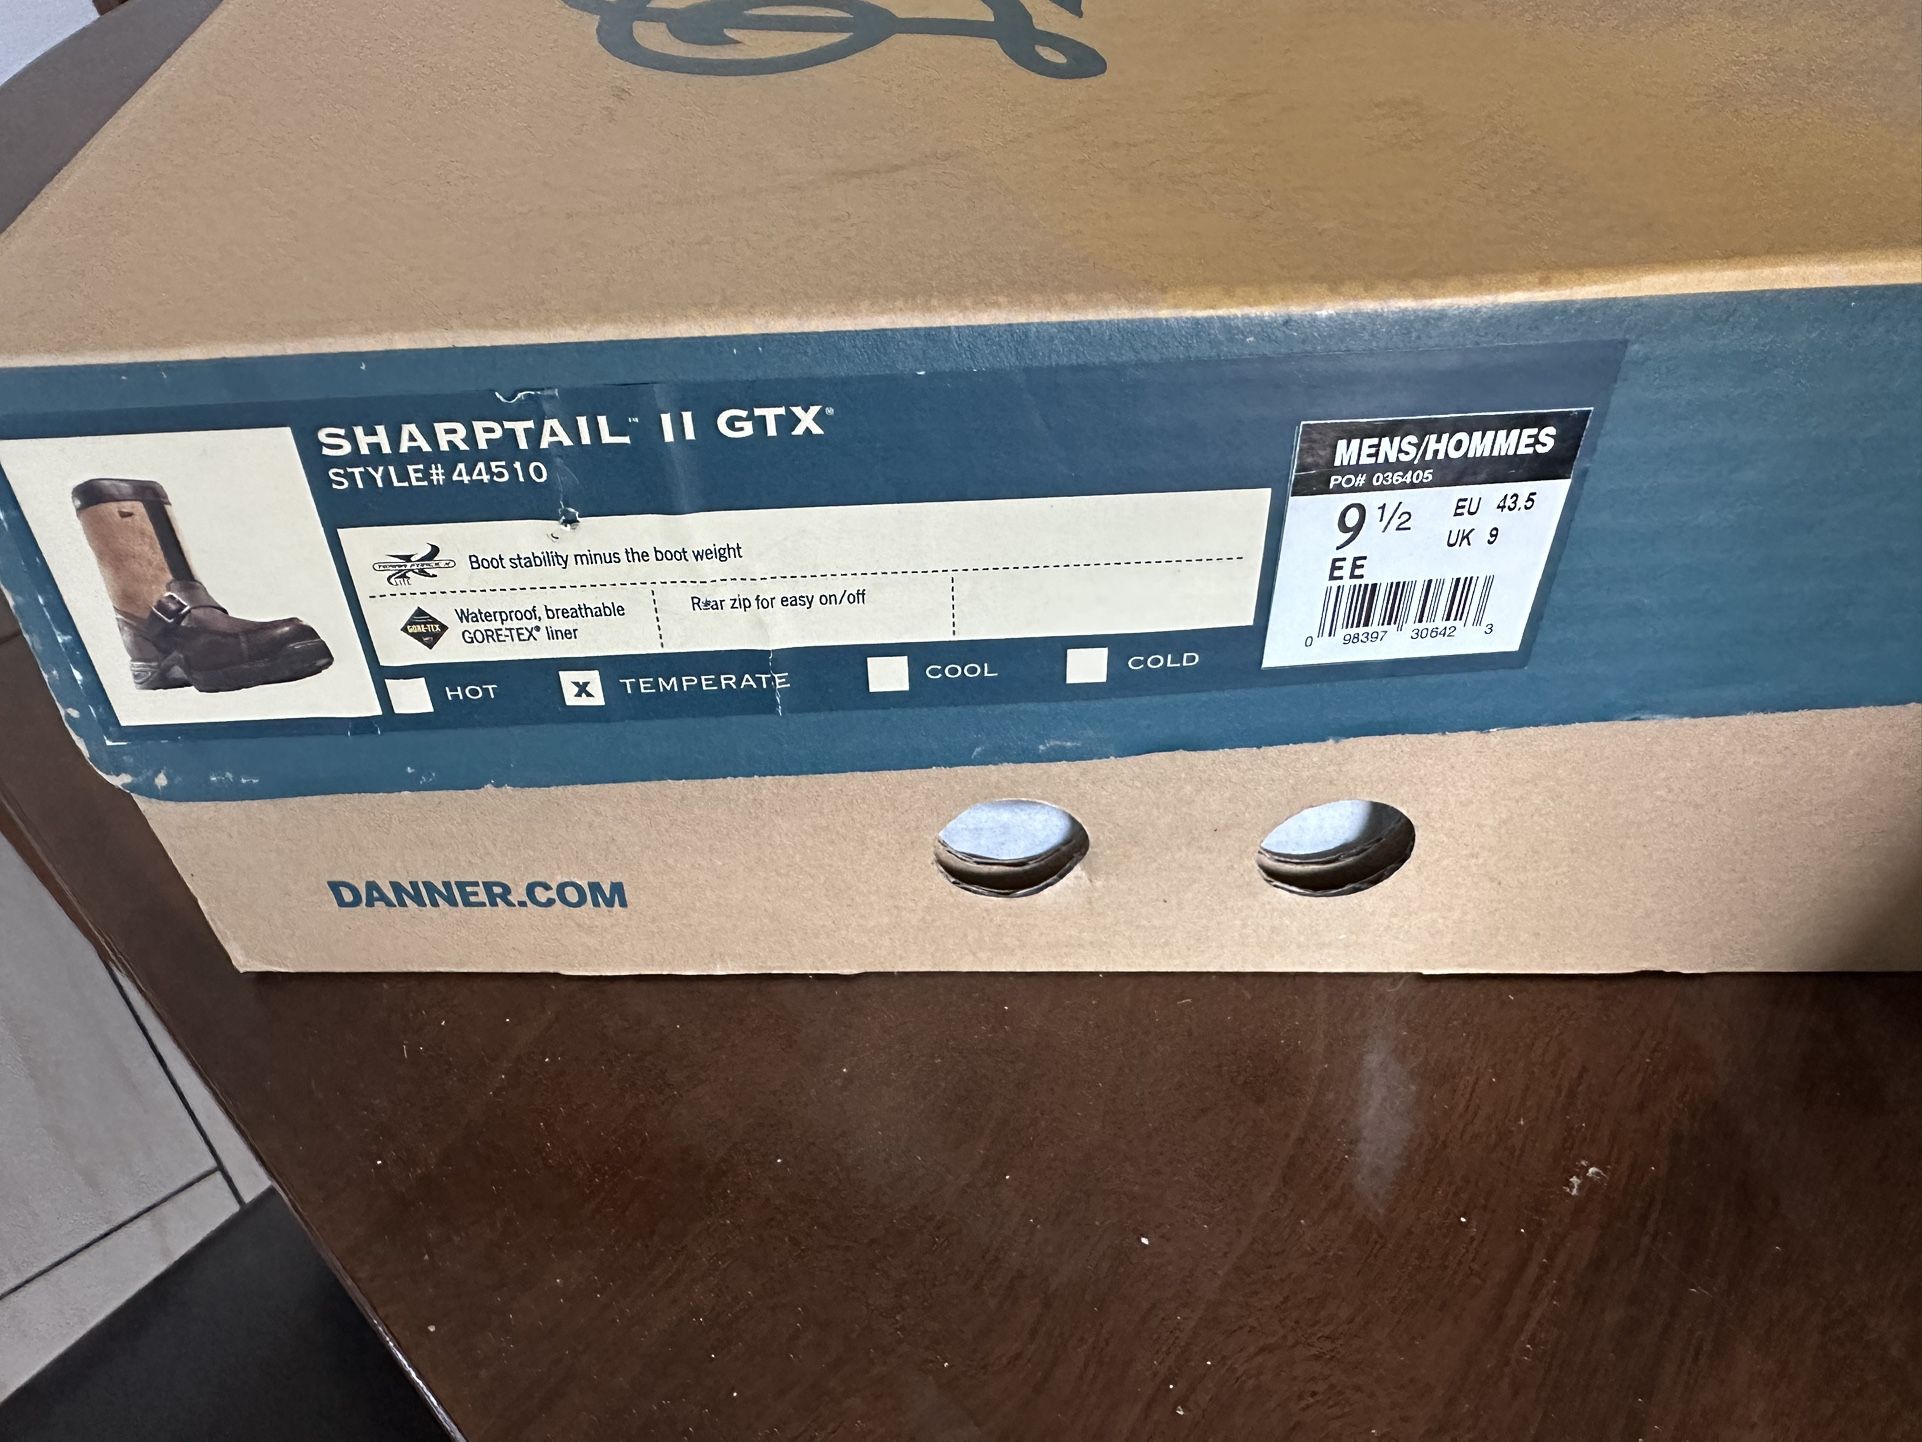 SHARPTAIL™ II GTX®
STYLE# 44510
Boot stability minus the boot weight
GORE-TEX
Waterproof, breathable
GORE-TEX® liner
Rear zip for easy on/off
HOT
X TEMPERATE
COOL
COLD
MENS/HOMMES
PO# 036405
9 1/2 EU 43.5
UK 9
EE
0 98397 30642 3
DANNER.COM